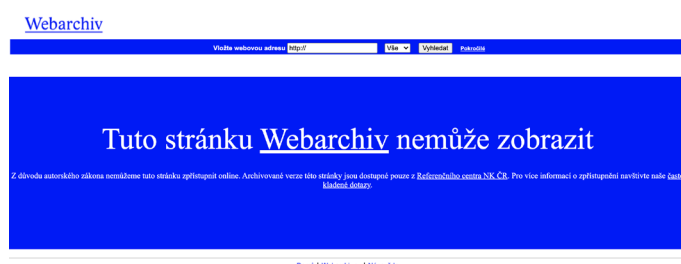 Webarchiv
Vložte webovou adresu http:// Vše Vyhledat Pokročilé
Tuto stránku Webarchiv nemůže zobrazit
Z důvodu autorského zákona nemůžeme tuto stránku zpřístupnit online. Archivované verze této stránky jsou dostupné pouze z Referenčního centra NK ČR. Pro více informací o zpřístupnění navštivte naše často
kladené dotazy.